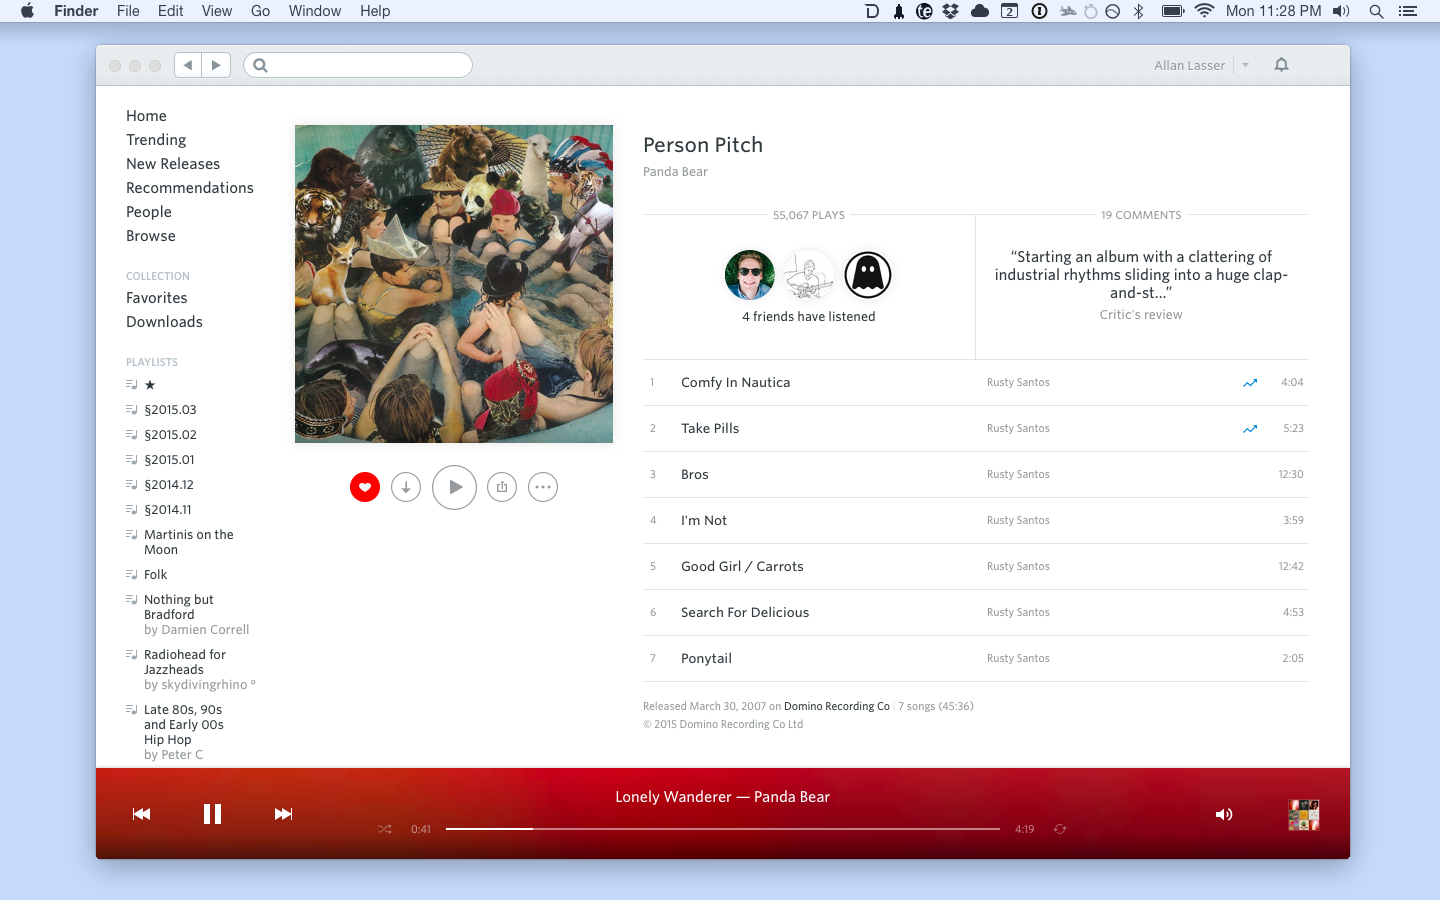 Finder File Edit View Go Window Help
2 Mon 11:28 PM
Allan Lasser
Home
Trending
New Releases
Recommendations
People
Browse
COLLECTION
Favorites
Downloads
PLAYLISTS
★
§2015.03
§2015.02
§2015.01
§2014.12
§2014.11
Martinis on the
Moon
Folk
Nothing but
Bradford
by Damien Correll
Radiohead for
Jazzheads
by skydivingrhino °
Late 80s, 90s
and Early 00s
Hip Hop
by Peter C
Person Pitch
Panda Bear
55,067 PLAYS
4 friends have listened
19 COMMENTS
“Starting an album with a clattering of
industrial rhythms sliding into a huge clap-
and-st...”
Critic's review
1 Comfy In Nautica Rusty Santos 4:04
2 Take Pills Rusty Santos 5:23
3 Bros Rusty Santos 12:30
4 I'm Not Rusty Santos 3:59
5 Good Girl / Carrots Rusty Santos 12:42
6 Search For Delicious Rusty Santos 4:53
7 Ponytail Rusty Santos 2:05
Released March 30, 2007 on Domino Recording Co | 7 songs (45:36)
© 2015 Domino Recording Co Ltd
Lonely Wanderer — Panda Bear
0:41 4:19